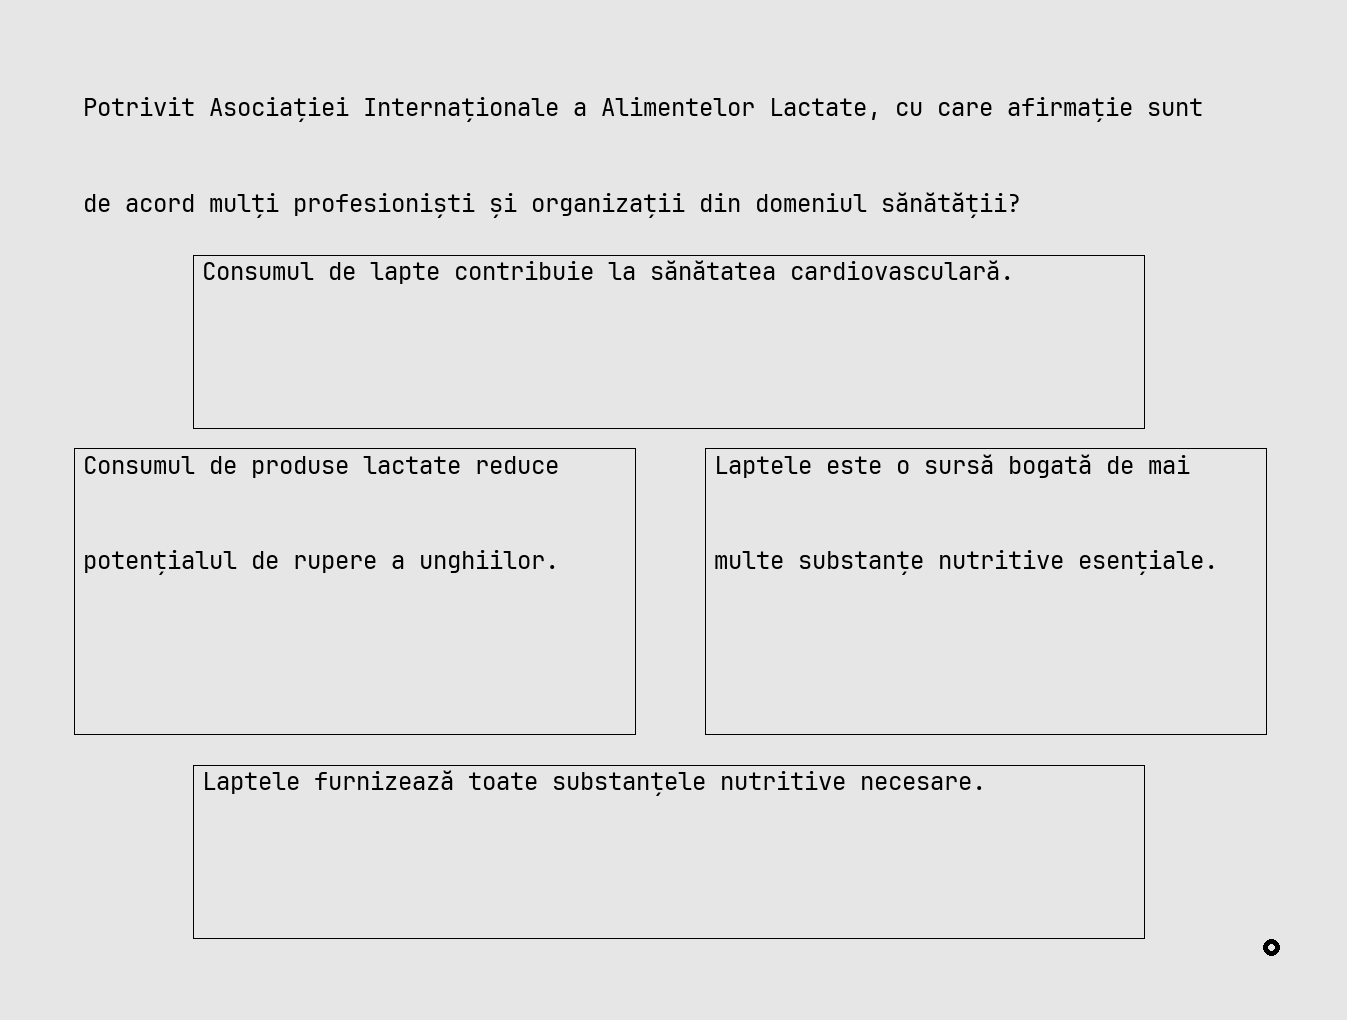 Potrivit Asociației Internaționale a Alimentelor Lactate, cu care afirmație sunt
de acord mulți profesioniști și organizații din domeniul sănătății?
Consumul de lapte contribuie la sănătatea cardiovasculară.
Consumul de produse lactate reduce
potențialul de rupere a unghiilor.
Laptele este o sursă bogată de mai
multe substanțe nutritive esențiale.
Laptele furnizează toate substanțele nutritive necesare.